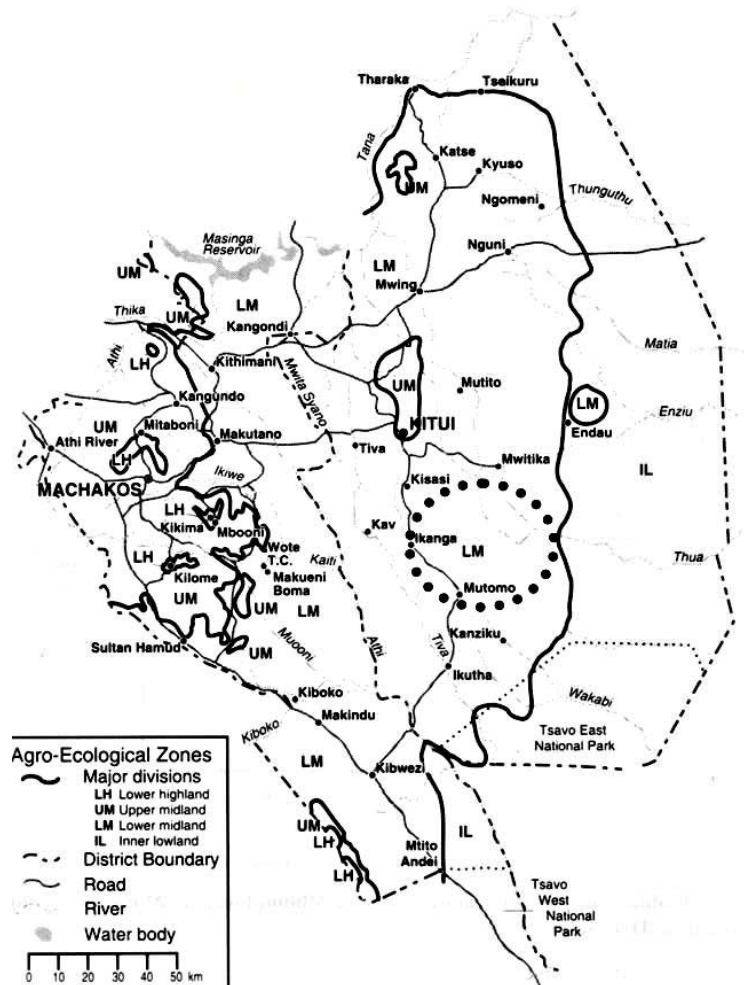 Tharaka
Tseikuru
Tana
Katse
Kyuso
UM
Ngomeni
Thunguthu
Masinga
Reservoir
Nguni
UM
LM
Mwing
LM
UM
Thika
Kangondi
Matia
Athi
LH
Kithimani
Mwita Syano
UM
Mutito
LM
Kangundo
Enziu
UM
Mitaboni
KITUI
Endau
Athi River
Makutano
LH
Tiva
Mwitika
IL
MACHAKOS
Ikiwe
Kisasi
LH
Kikima
Mbooni
Kav
Ikanga
LM
Wote
T.C.
Kaiti
Thua
LH
Kilome
Makueni
Boma
Mutomo
UM
UM
LM
Kanziku
Sultan Hamud
UM
Muooni
Athi
Tiva
Ikutha
Kiboko
Wakabi
Makindu
Kiboko
Tsavo East
National Park
LM
Kibwezi
UM
LH
LH
Mtito
Andei
IL
Tsavo
West
National
Park
Agro-Ecological Zones
Major divisions
LH Lower highland
UM Upper midland
LM Lower midland
IL Inner lowland
District Boundary
Road
River
Water body
0 10 20 30 40 50 km